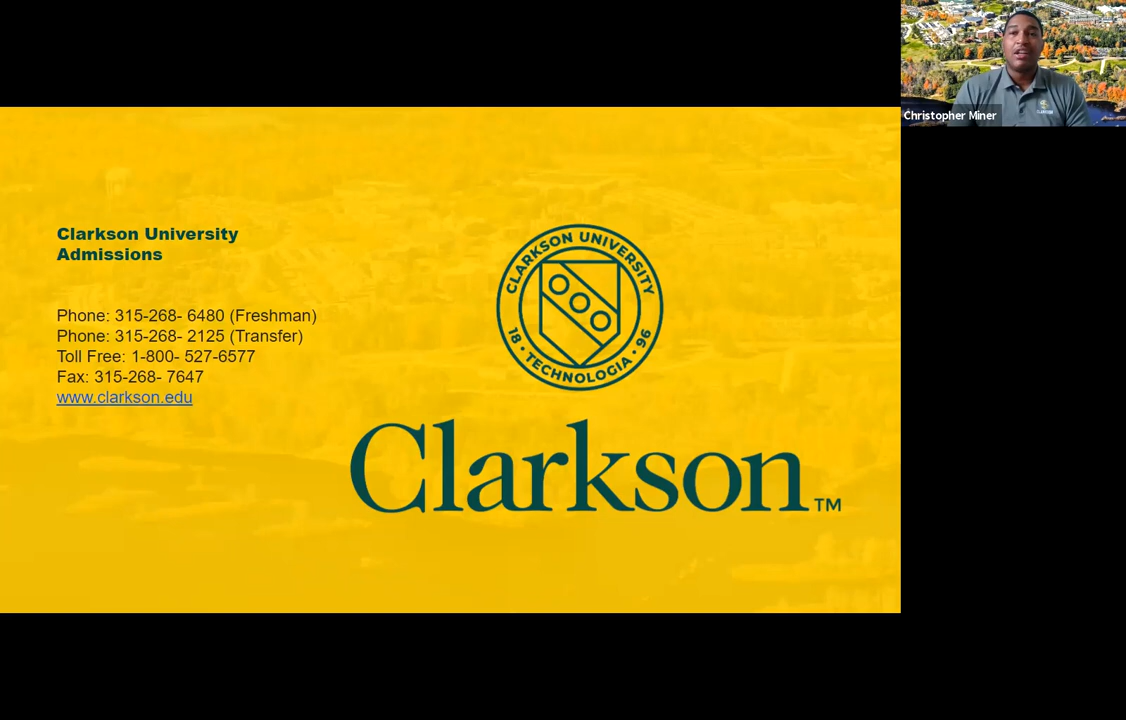 Christopher Miner
Clarkson University
Admissions
Phone: 315-268- 6480 (Freshman)
Phone: 315-268- 2125 (Transfer)
Toll Free: 1-800- 527-6577
Fax: 315-268- 7647
www.clarkson.edu
CLARKSON UNIVERSITY
18 • TECHNOLOGIA • 96
Clarkson™